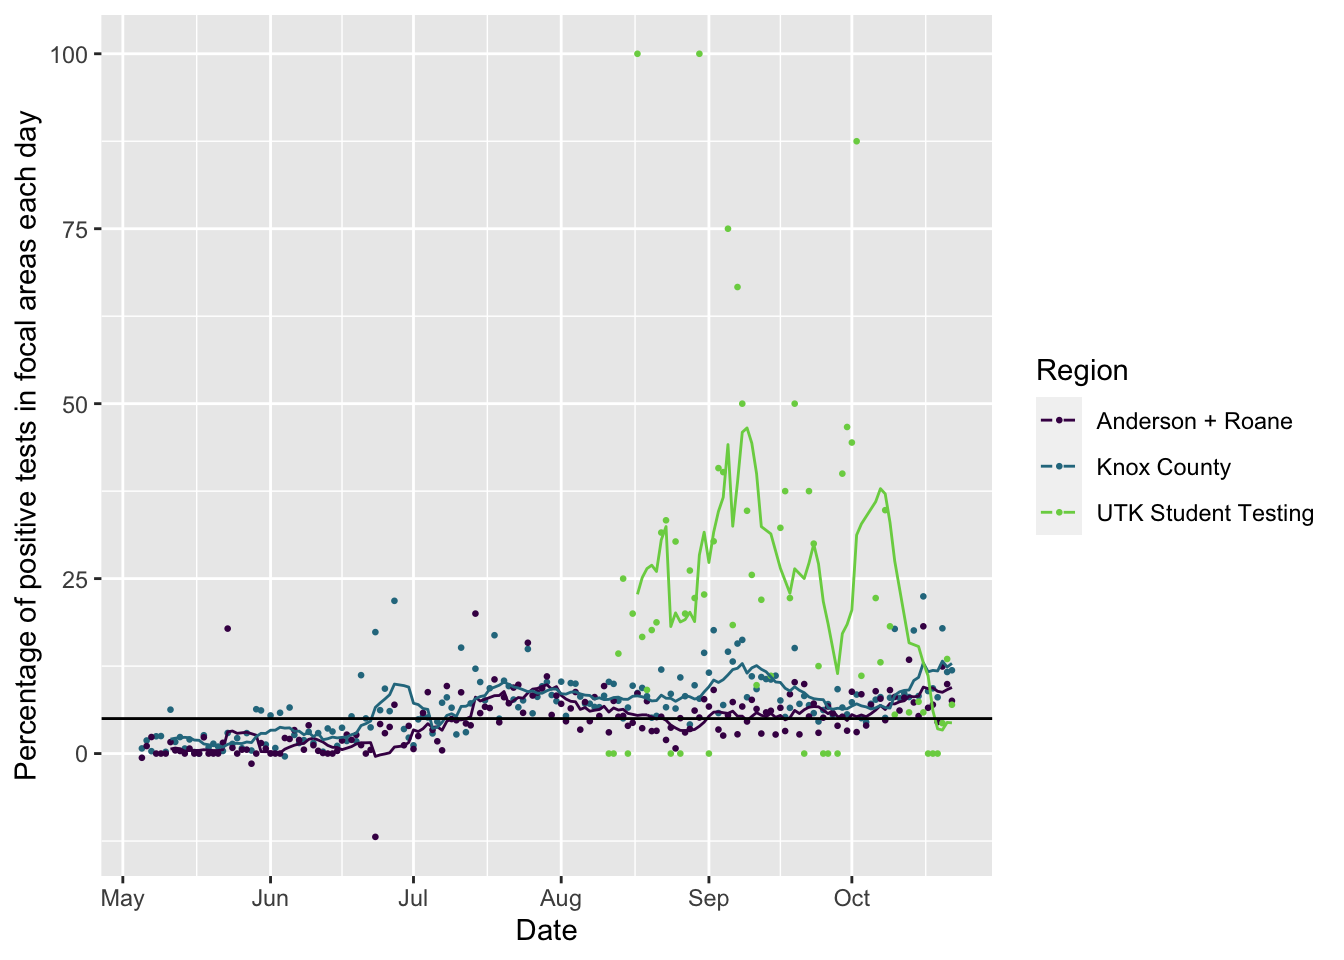 Percentage of positive tests in focal areas each day
100
75
50
25
0
May Jun Jul Aug Sep Oct
Date
Region
Anderson + Roane
Knox County
UTK Student Testing